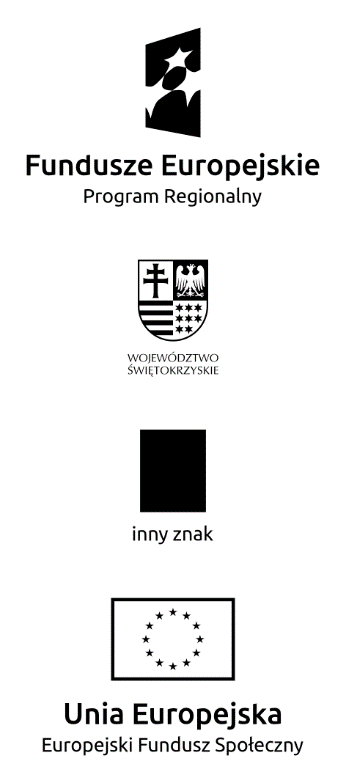 Fundusze Europejskie
Program Regionalny
WOJEWÓDZTWO
ŚWIĘTOKRZYSKIE
inny znak
Unia Europejska
Europejski Fundusz Społeczny